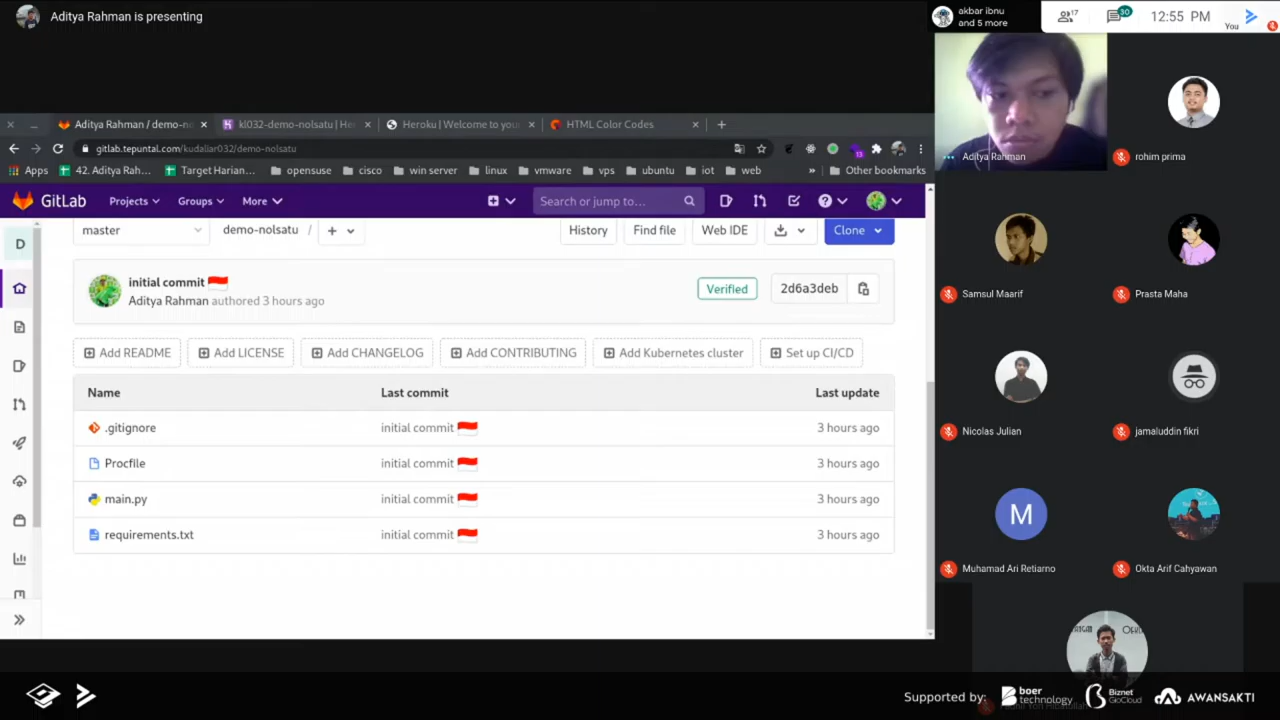 Aditya Rahman is presenting
akbar ibnu
and 5 more
17
30
12:55 PM
You
Aditya Rahman / demo-no
kl032-demo-nolsatu | He
Heroku | Welcome to your
HTML Color Codes
gitlab.tepuntal.com/kudaliar032/demo-nolsatu
13
Apps
42. Aditya Rah...
Target Harian...
opensuse
cisco
win server
linux
vmware
vps
ubuntu
iot
web
»
Other bookmarks
GitLab
Projects
Groups
More
Search or jump to...
D
master
demo-nolsatu /
+
History
Find file
Web IDE
Clone
initial commit 🇮🇩
Aditya Rahman authored 3 hours ago
Verified
2d6a3deb
Add README
Add LICENSE
Add CHANGELOG
Add CONTRIBUTING
Add Kubernetes cluster
Set up CI/CD
Name Last commit Last update
.gitignore initial commit 🇮🇩 3 hours ago
Procfile initial commit 🇮🇩 3 hours ago
main.py initial commit 🇮🇩 3 hours ago
requirements.txt initial commit 🇮🇩 3 hours ago
Aditya Rahman
rohim prima
Samsul Maarif
Prasta Maha
Nicolas Julian
jamaluddin fikri
M
Muhamad Ari Retiarno
Okta Arif Cahyawan
Supported by:
boer
technology
Biznet
GioCloud
AWANSAKTI